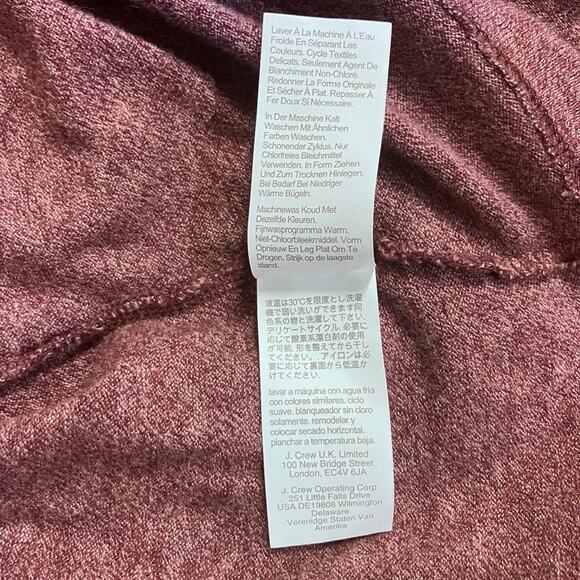 Laver À La Machine À L'Eau
Froide En Séparant Les
Couleurs. Cycle Textiles
Delicats. Seulement Agent De
Blanchiment Non-Chloré.
Redonner La Forme Originale
Et Sécher À Plat. Repasser À
Fer Doux Si Nécessaire.
In Der Maschine Kalt
Waschen Mit Ähnlichen
Farben Waschen.
Schonender Zyklus. Nur
Chlorfreies Bleichmittel
Verwenden. In Form Ziehen
Und Zum Trocknen Hinlegen.
Bei Bedarf Bei Niedriger
Wärme Bügeln.
Machinewas Koud Met
Dezelfde Kleuren.
Fijnwasprogramma Warm.
Niet-Chloorbleekmiddel. Vorm
Opnieuw En Leg Plat Om Te
Drogen. Strijk op de laagste
stand.
液温は30℃を限度とし洗濯
機で弱い洗いができます同
色系の物と洗濯して下さい.
デリケートサイクル. 必要に
応じて酸素系漂白剤の使用
が可能. 形を整えてから干し
てください. . アイロンは必
要に応じて裏面から低温か
けてください.
lavar a máquina con agua fría
con colores similares. ciclo
suave. blanqueador sin cloro
solamente. remodelar y
colocar secado horizontal.
planchar a temperatura baja.
J. Crew U.K. Limited
100 New Bridge Street
London, EC4V 6JA
J. Crew Operating Corp
251 Little Falls Drive
USA DE19808 Wilmington
Delaware
Verenidge Staten Van
Amerika